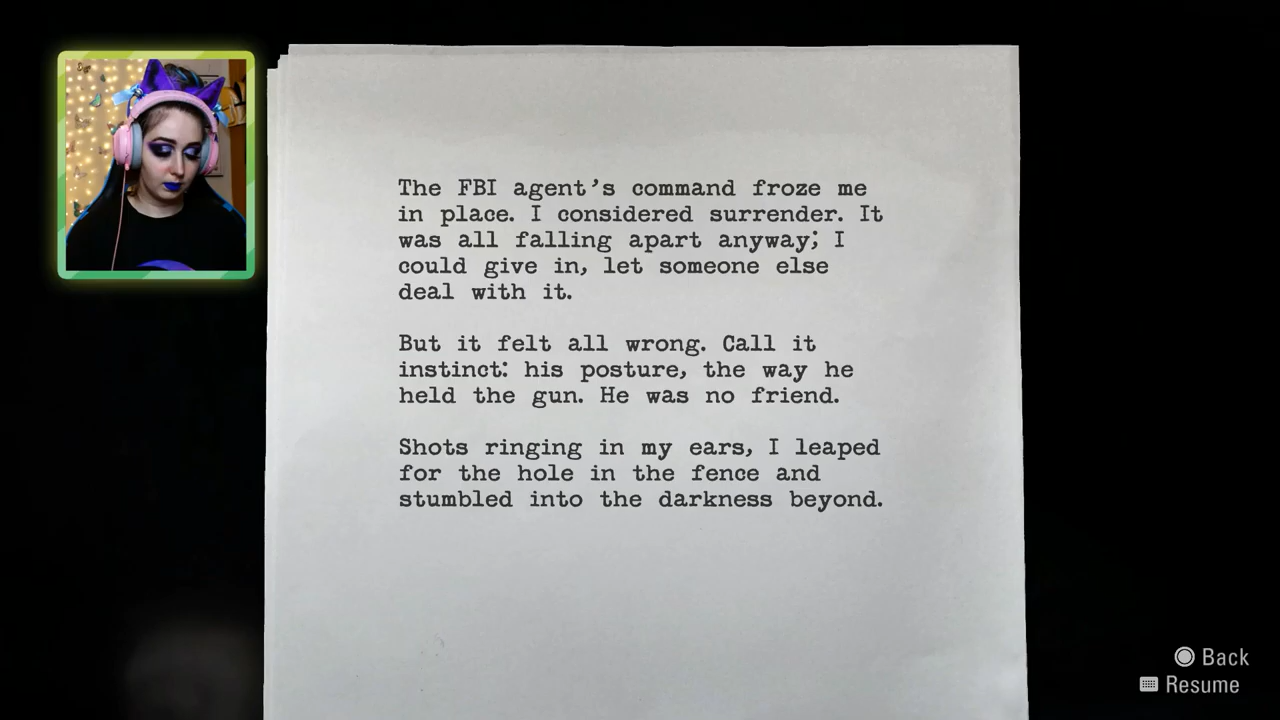 The FBI agent’s command froze me
in place. I considered surrender. It
was all falling apart anyway; I
could give in, let someone else
deal with it.
But it felt all wrong. Call it
instinct: his posture, the way he
held the gun. He was no friend.
Shots ringing in my ears, I leaped
for the hole in the fence and
stumbled into the darkness beyond.
Back
Resume